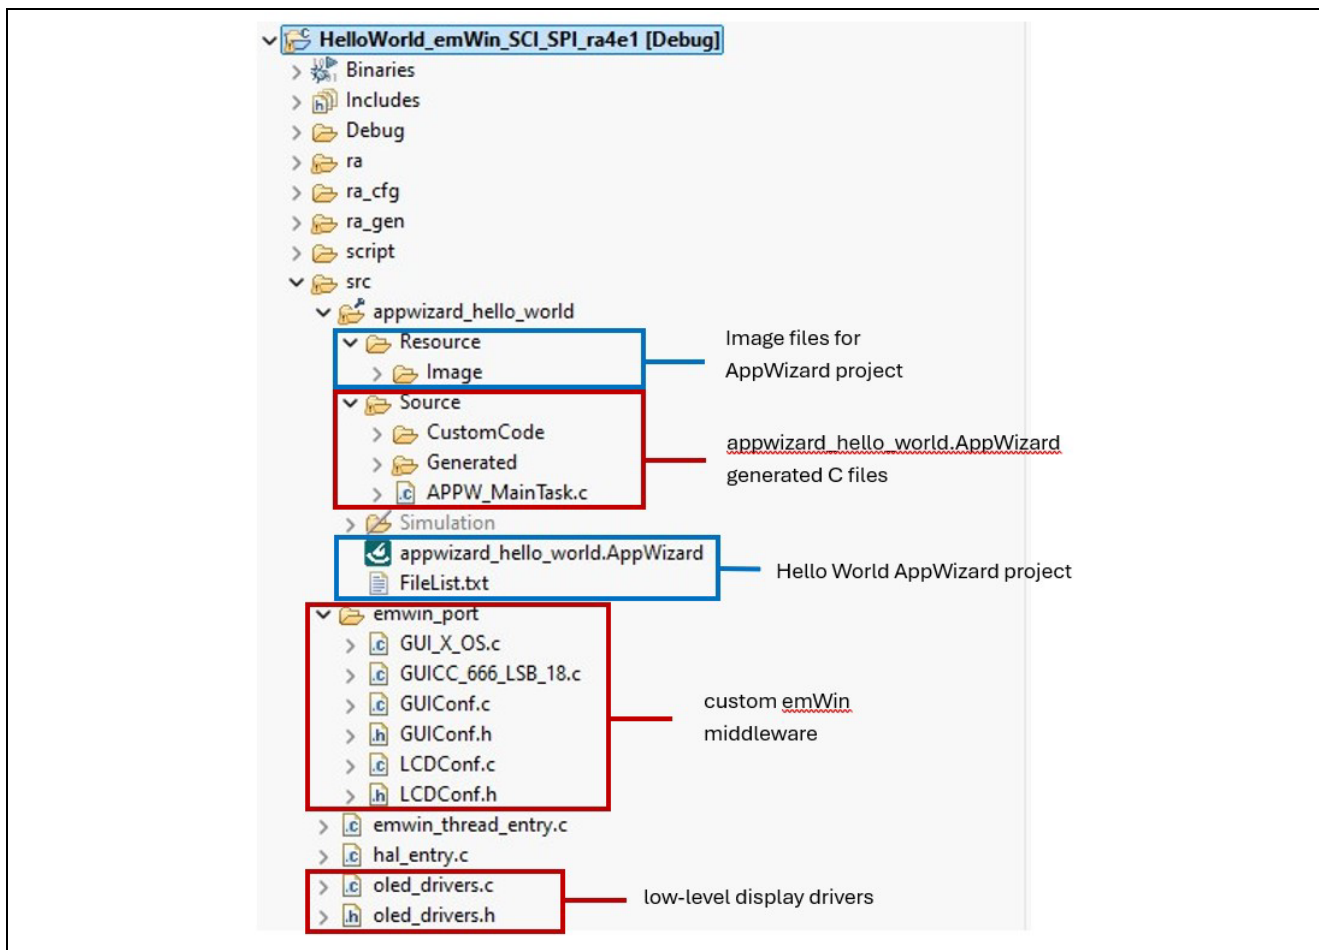 HelloWorld_emWin_SCI_SPI_ra4e1 [Debug]
Binaries
Includes
Debug
ra
ra_cfg
ra_gen
script
src
appwizard_hello_world
Resource
Image
Image files for
AppWizard project
Source
CustomCode
Generated
APPW_MainTask.c
appwizard_hello_world.AppWizard
generated C files
Simulation
appwizard_hello_world.AppWizard
FileList.txt
Hello World AppWizard project
emwin_port
GUI_X_OS.c
GUICC_666_LSB_18.c
GUIConf.c
GUIConf.h
LCDConf.c
LCDConf.h
custom emWin
middleware
emwin_thread_entry.c
hal_entry.c
oled_drivers.c
oled_drivers.h
low-level display drivers